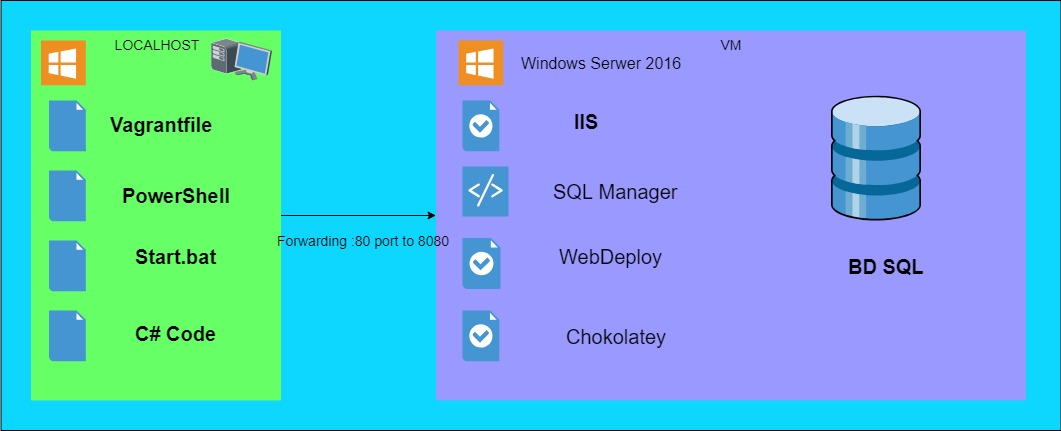 LOCALHOST
Vagrantfile
PowerShell
Start.bat
C# Code
Forwarding :80 port to 8080
VM
Windows Serwer 2016
IIS
SQL Manager
WebDeploy
Chokolatey
BD SQL